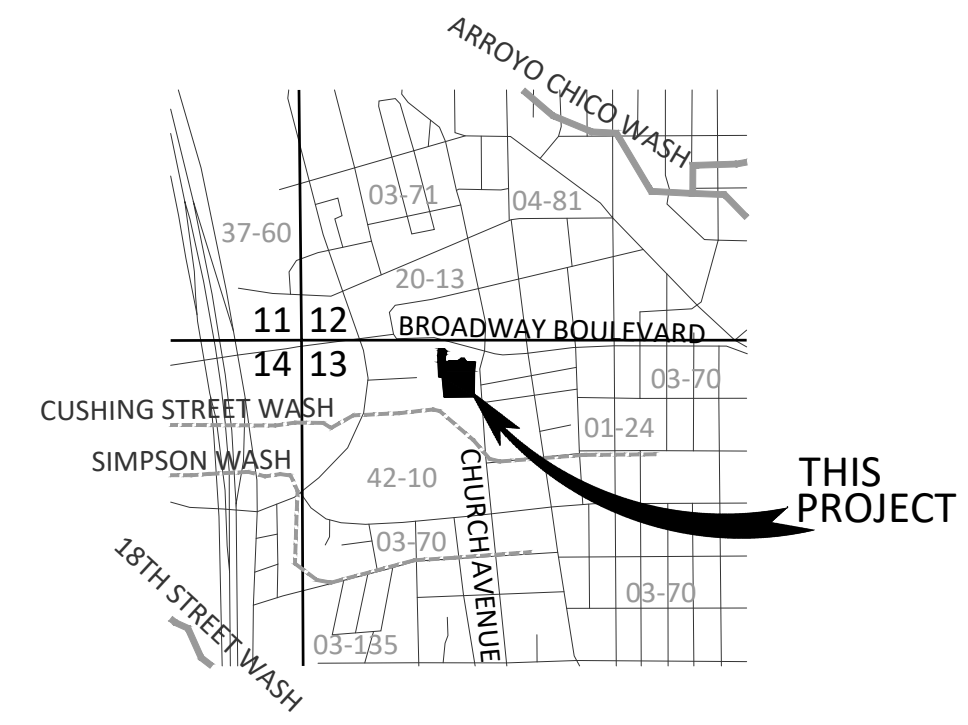 ARROYO CHICO WASH
03-71
04-81
37-60
20-13
11 12
BROADWAY BOULEVARD
14 13
03-70
CUSHING STREET WASH
01-24
SIMPSON WASH
42-10
CHURCH AVENUE
THIS
PROJECT
03-70
18TH STREET WASH
03-70
03-135